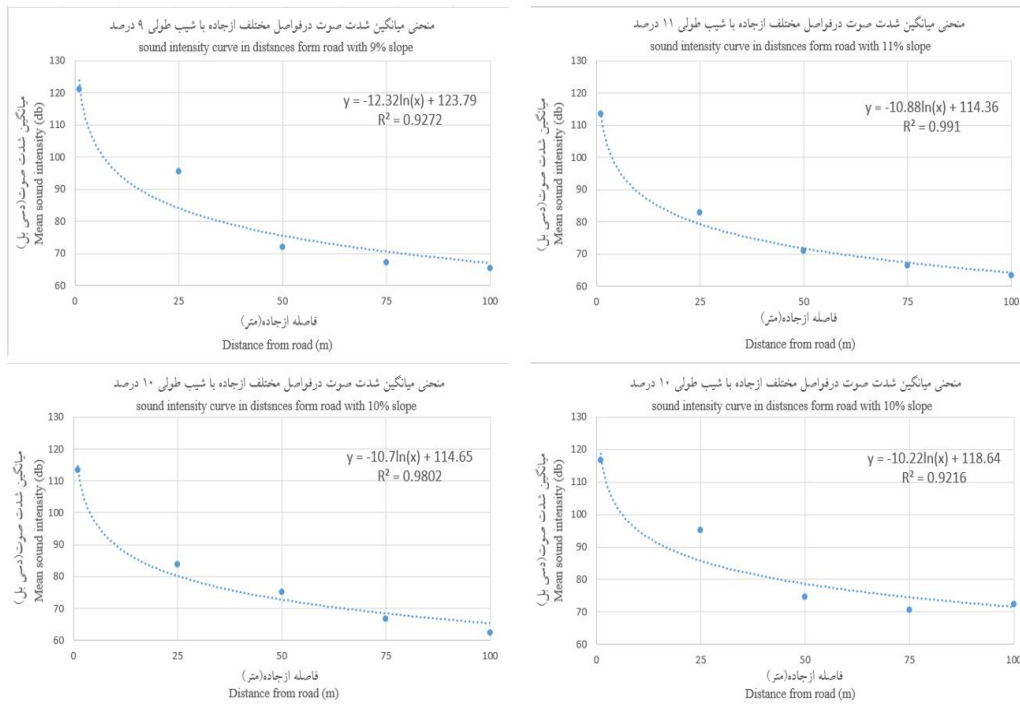 منحنی میانگین شدت صوت درفواصل مختلف ازجاده با شیب طولی ۹ درصد
sound intensity curve in distsnces form road with 9% slope
میانگین شدت صوت(دسی بل)
Mean sound intensity (db)
130
120
110
100
90
80
70
60
y = -12.32ln(x) + 123.79
R² = 0.9272
0 25 50 75 100
فاصله ازجاده(متر)
Distance from road (m)
منحنی میانگین شدت صوت درفواصل مختلف ازجاده با شیب طولی ۱۱ درصد
sound intensity curve in distsnces form road with 11% slope
میانگین شدت صوت(دسی بل)
Mean sound intensity (db)
130
120
110
100
90
80
70
60
y = -10.88ln(x) + 114.36
R² = 0.991
0 25 50 75 100
فاصله ازجاده(متر)
Distance from road (m)
منحنی میانگین شدت صوت درفواصل مختلف ازجاده با شیب طولی ۱۰ درصد
sound intensity curve in distsnces form road with 10% slope
میانگین شدت صوت(دسی بل)
Mean sound intensity (db)
130
120
110
100
90
80
70
60
y = -10.7ln(x) + 114.65
R² = 0.9802
0 25 50 75 100
فاصله ازجاده(متر)
Distance from road (m)
منحنی میانگین شدت صوت درفواصل مختلف ازجاده با شیب طولی ۱۰ درصد
sound intensity curve in distsnces form road with 10% slope
میانگین شدت صوت(دسی بل)
Mean sound intensity (db)
130
120
110
100
90
80
70
60
y = -10.22ln(x) + 118.64
R² = 0.9216
0 25 50 75 100
فاصله ازجاده(متر)
Distance from road (m)